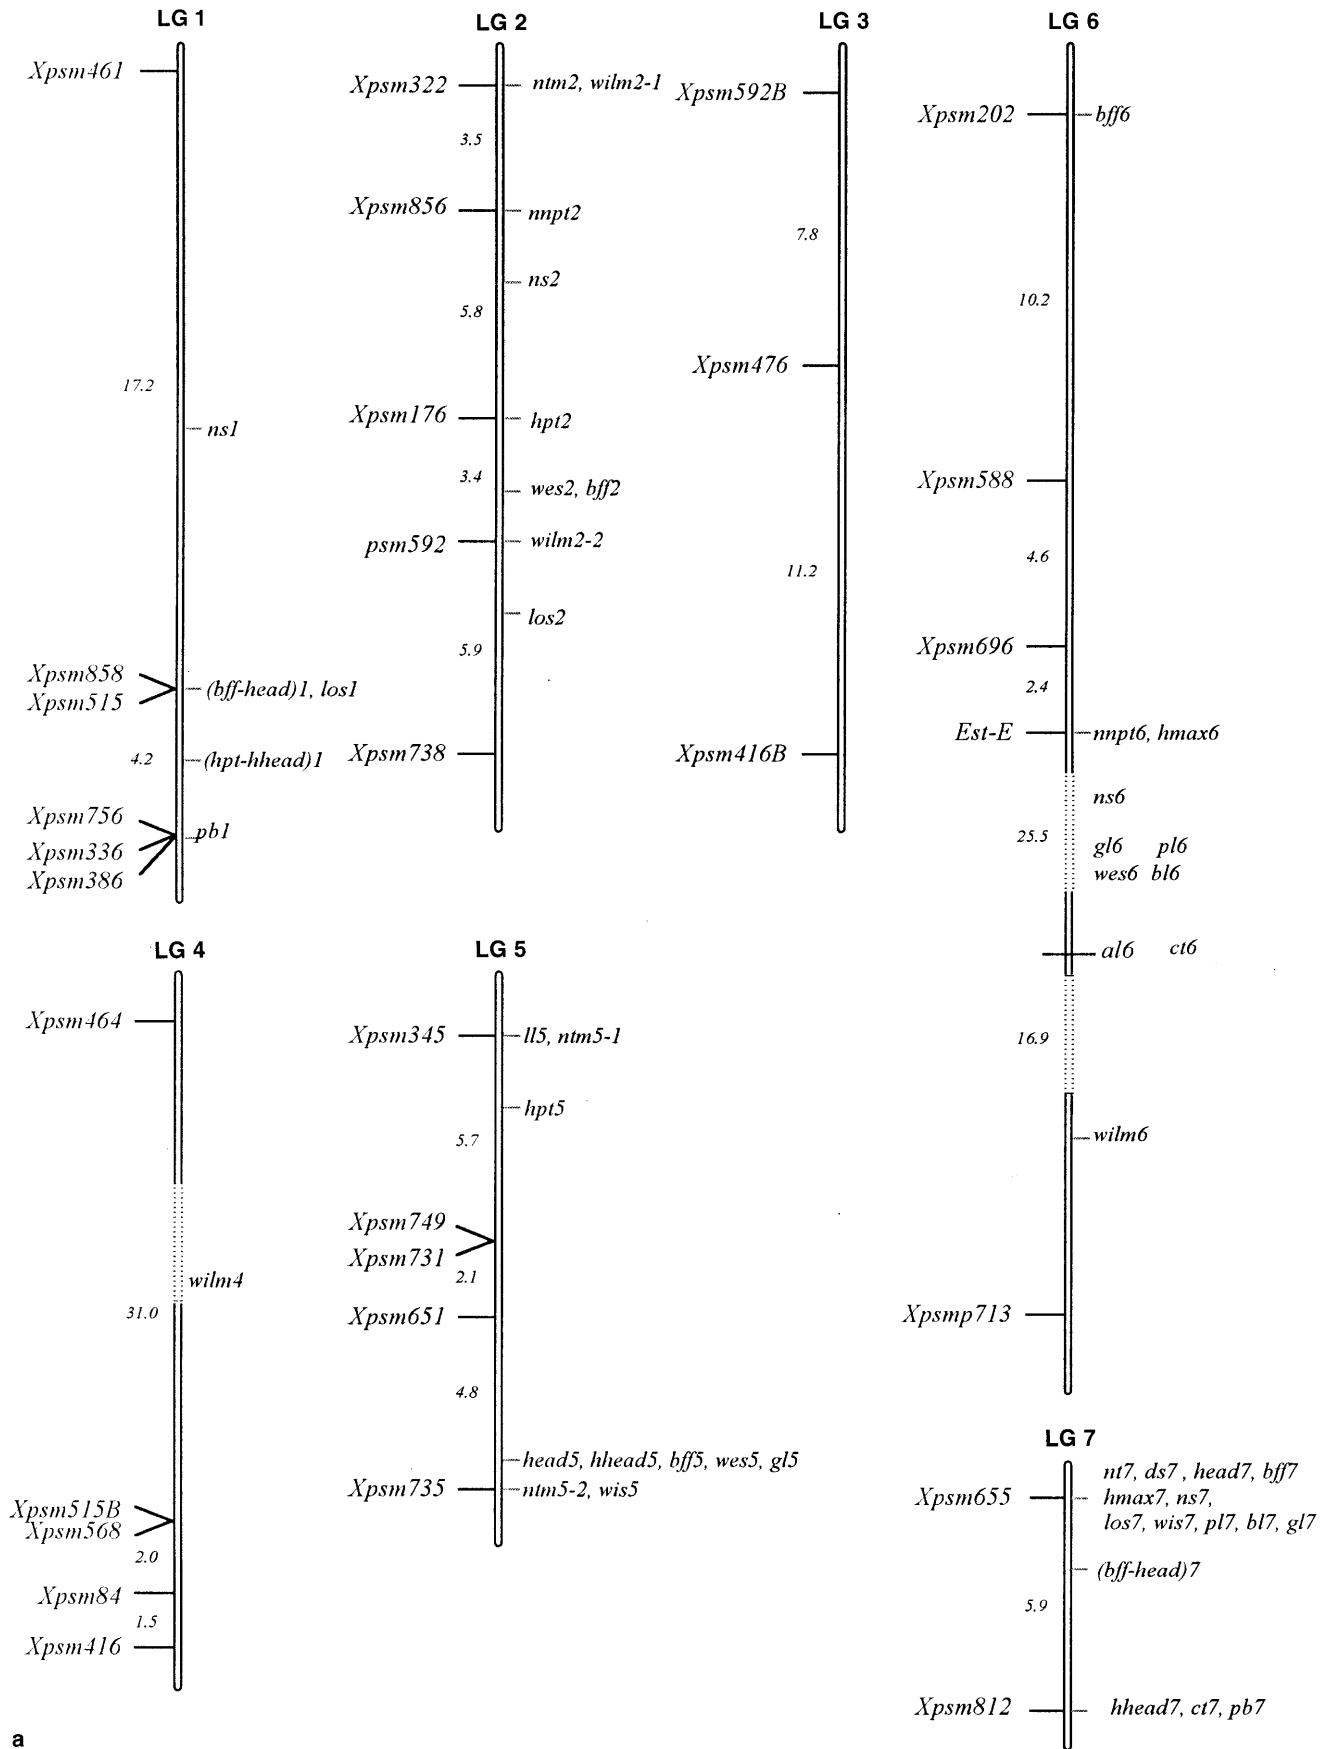 LG 1
Xpsm461
17.2
ns1
Xpsm858
Xpsm515
(bff-head)1, los1
4.2
(hpt-hhead)1
Xpsm756
pb1
Xpsm336
Xpsm386
LG 2
Xpsm322
ntm2, wilm2-1
3.5
Xpsm856
nnpt2
ns2
5.8
Xpsm176
hpt2
3.4
wes2, bff2
psm592
wilm2-2
los2
5.9
Xpsm738
LG 3
Xpsm592B
7.8
Xpsm476
11.2
Xpsm416B
LG 6
Xpsm202
bff6
10.2
Xpsm588
4.6
Xpsm696
2.4
Est-E
nnpt6, hmax6
ns6
25.5
gl6 pl6
wes6 bl6
al6 ct6
16.9
wilm6
Xpsmp713
LG 4
Xpsm464
wilm4
31.0
Xpsm515B
Xpsm568
2.0
Xpsm84
1.5
Xpsm416
LG 5
Xpsm345
ll5, ntm5-1
hpt5
5.7
Xpsm749
Xpsm731
2.1
Xpsm651
4.8
head5, hhead5, bff5, wes5, gl5
Xpsm735
ntm5-2, wis5
LG 7
nt7, ds7 , head7, bff7
Xpsm655
hmax7, ns7,
los7, wis7, pl7, bl7, gl7
(bff-head)7
5.9
Xpsm812
hhead7, ct7, pb7
a